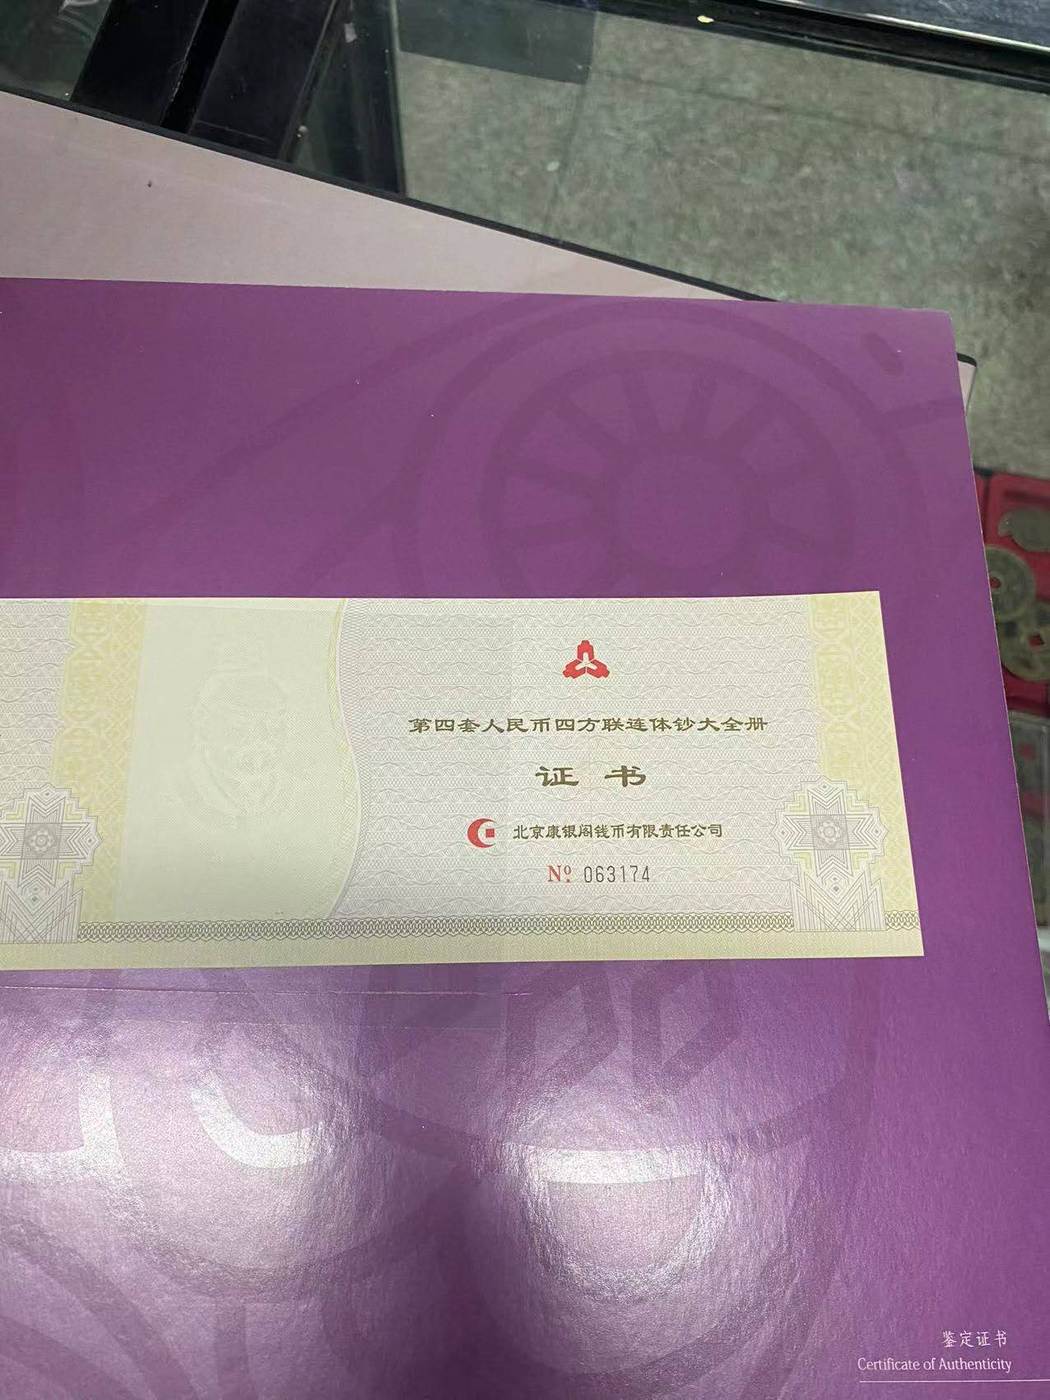 第四套人民币四方联连体钞大全册
证书
北京康银阁钱币有限责任公司
Nº 063174
鉴定证书
Certificate of Authenticity